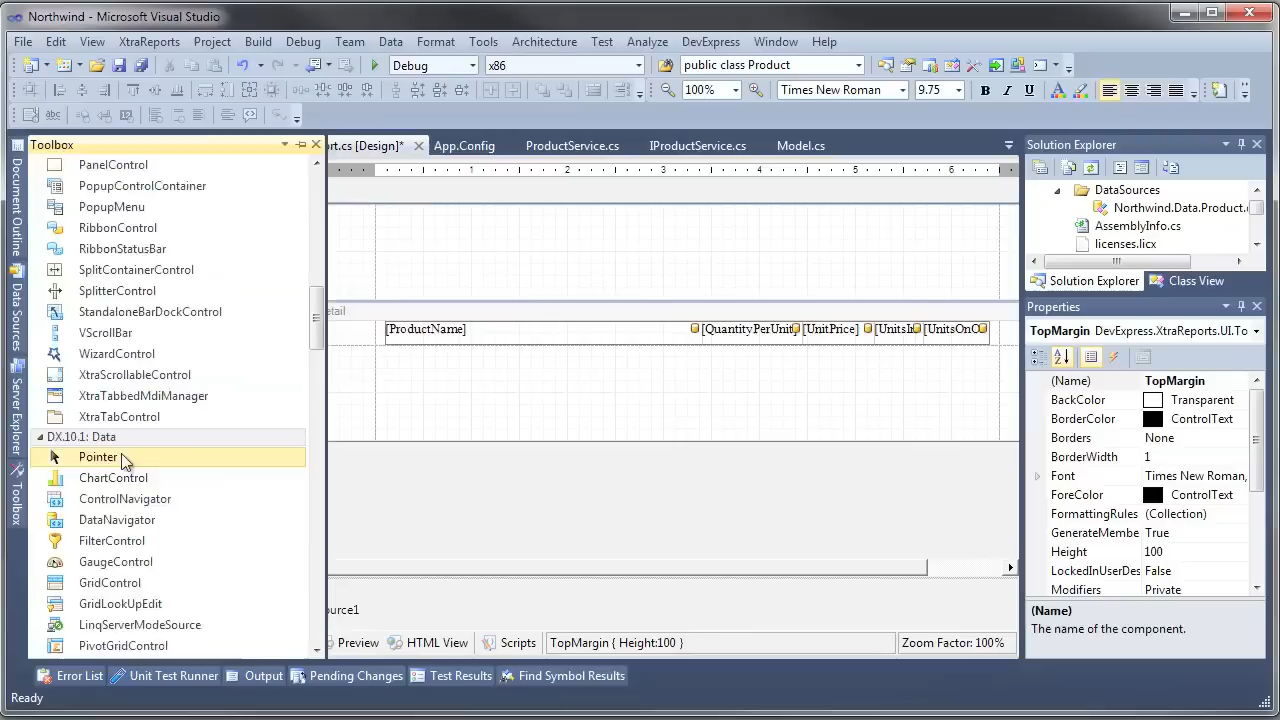 Northwind - Microsoft Visual Studio
File Edit View XtraReports Project Build Debug Team Data Format Tools Architecture Test Analyze DevExpress Window Help
Debug x86 public class Product
100% Times New Roman 9.75 B I U
Toolbox
rt.cs [Design]* App.Config ProductService.cs IProductService.cs Model.cs
Solution Explorer
Document Outline
Data Sources
Server Explorer
Toolbox
PanelControl
PopupControlContainer
PopupMenu
RibbonControl
RibbonStatusBar
SplitContainerControl
SplitterControl
StandaloneBarDockControl
VScrollBar
WizardControl
XtraScrollableControl
XtraTabbedMdiManager
XtraTabControl
DX.10.1: Data
Pointer
ChartControl
ControlNavigator
DataNavigator
FilterControl
GaugeControl
GridControl
GridLookUpEdit
LinqServerModeSource
PivotGridControl
1 2 3 4 5 6
etail
[ProductName] [QuantityPerUnit [UnitPrice] [UnitsIn [UnitsOnO
urce1
Preview HTML View Scripts TopMargin { Height:100 } Zoom Factor: 100%
DataSources
Northwind.Data.Product.
AssemblyInfo.cs
licenses.licx
Solution Explorer Class View
Properties
TopMargin DevExpress.XtraReports.UI.To
(Name) TopMargin
BackColor Transparent
BorderColor ControlText
Borders None
BorderWidth 1
Font Times New Roman,
ForeColor ControlText
FormattingRules (Collection)
GenerateMembe True
Height 100
LockedInUserDes False
Modifiers Private
(Name)
The name of the component.
Error List Unit Test Runner Output Pending Changes Test Results Find Symbol Results
Ready